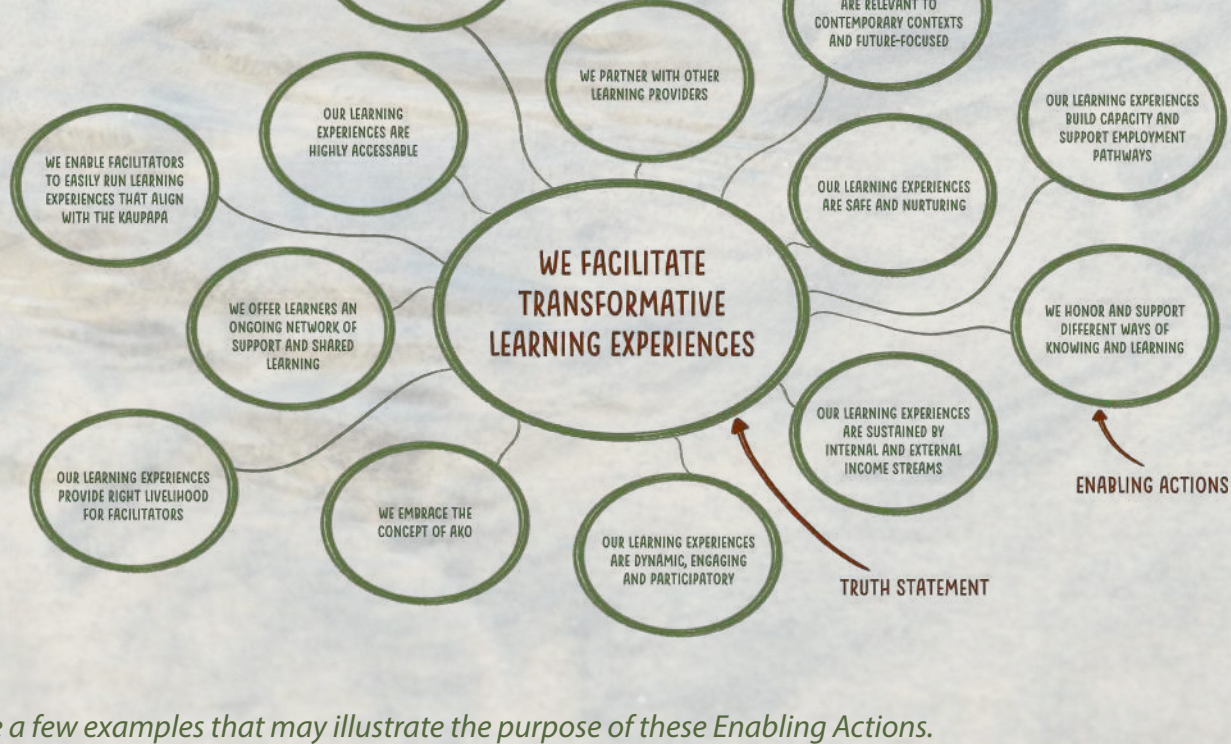 ARE RELEVANT TO
CONTEMPORARY CONTEXTS
AND FUTURE-FOCUSED
WE PARTNER WITH OTHER
LEARNING PROVIDERS
OUR LEARNING EXPERIENCES
BUILD CAPACITY AND
SUPPORT EMPLOYMENT
PATHWAYS
OUR LEARNING
EXPERIENCES ARE
HIGHLY ACCESSABLE
WE ENABLE FACILITATORS
TO EASILY RUN LEARNING
EXPERIENCES THAT ALIGN
WITH THE KAUPAPA
OUR LEARNING EXPERIENCES
ARE SAFE AND NURTURING
WE FACILITATE
TRANSFORMATIVE
LEARNING EXPERIENCES
WE OFFER LEARNERS AN
ONGOING NETWORK OF
SUPPORT AND SHARED
LEARNING
WE HONOR AND SUPPORT
DIFFERENT WAYS OF
KNOWING AND LEARNING
OUR LEARNING EXPERIENCES
ARE SUSTAINED BY
INTERNAL AND EXTERNAL
INCOME STREAMS
OUR LEARNING EXPERIENCES
PROVIDE RIGHT LIVELIHOOD
FOR FACILITATORS
WE EMBRACE THE
CONCEPT OF AKO
OUR LEARNING EXPERIENCES
ARE DYNAMIC, ENGAGING
AND PARTICIPATORY
ENABLING ACTIONS
TRUTH STATEMENT
a few examples that may illustrate the purpose of these Enabling Actions.